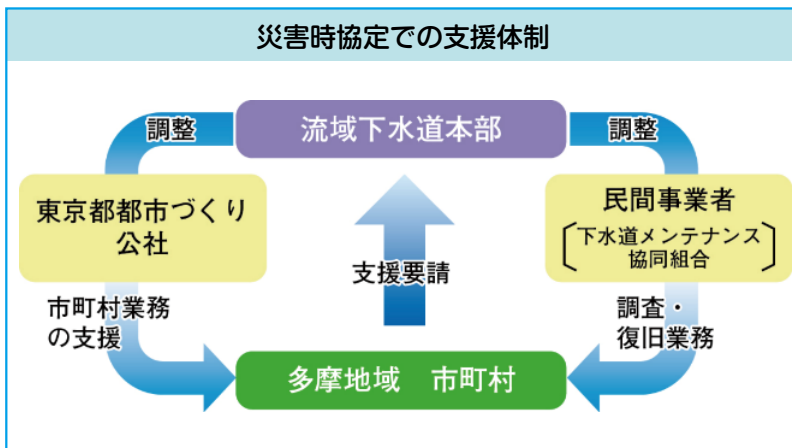 災害時協定での支援体制
調整
流域下水道本部
調整
東京都都市づくり
公社
民間事業者
下水道メンテナンス
協同組合
支援要請
市町村業務
の支援
調査・
復旧業務
多摩地域　市町村